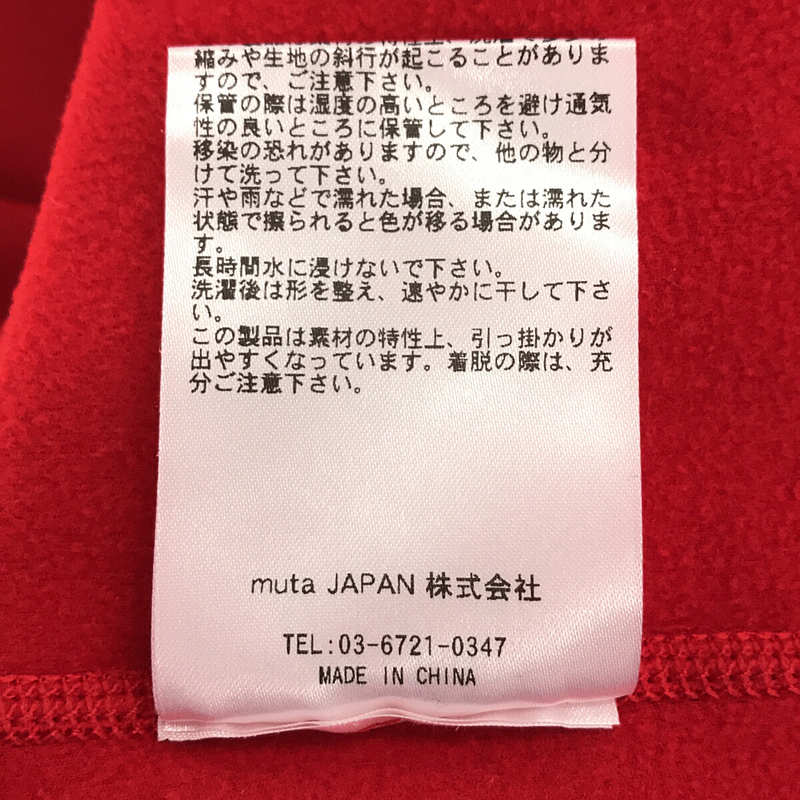 縮みや生地の斜行が起こることがありま
すので、ご注意下さい。
保管の際は湿度の高いところを避け通気
性の良いところに保管して下さい。
移染の恐れがありますので、他の物と分
けて洗って下さい。
汗や雨などで濡れた場合、または濡れた
状態で擦られると色が移る場合がありま
す。
長時間水に浸けないで下さい。
洗濯後は形を整え、速やかに干して下さ
い。
この製品は素材の特性上、引っ掛かりが
出やすくなっています。着脱の際は、充
分ご注意下さい。
muta JAPAN 株式会社
TEL:03-6721-0347
MADE IN CHINA